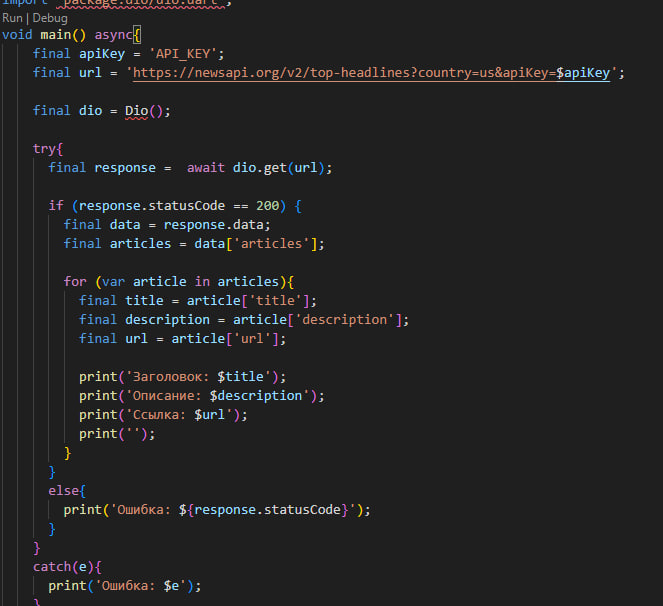 import 'package:dio/dio.dart';
Run | Debug
void main() async{
    final apiKey = 'API_KEY';
    final url = 'https://newsapi.org/v2/top-headlines?country=us&apiKey=$apiKey';

    final dio = Dio();

    try{
      final response =  await dio.get(url);

      if (response.statusCode == 200) {
        final data = response.data;
        final articles = data['articles'];

        for (var article in articles){
          final title = article['title'];
          final description = article['description'];
          final url = article['url'];

          print('Заголовок: $title');
          print('Описание: $description');
          print('Ссылка: $url');
          print('');
        }
      }
      else{
        print('Ошибка: ${response.statusCode}');
      }
    }
    catch(e){
      print('Ошибка: $e');
    }